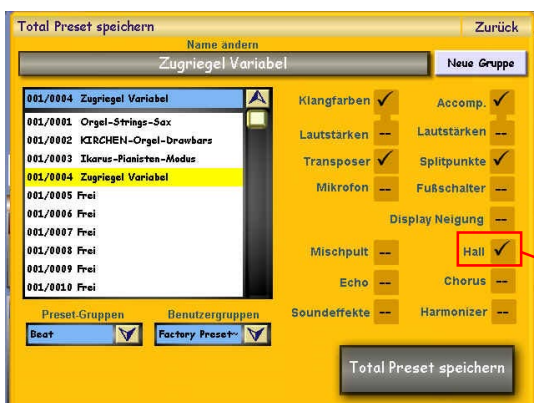 Total Preset speichern Zurück
Name ändern
Zugriegel Variabel Neue Gruppe
001/0004 Zugriegel Variabel
001/0001 Orgel-Strings-Sax
001/0002 KIRCHEN-Orgel-Drawbars
001/0003 Ikarus-Pianisten-Modus
001/0004 Zugriegel Variabel
001/0005 Frei
001/0006 Frei
001/0007 Frei
001/0008 Frei
001/0009 Frei
001/0010 Frei
Preset-Gruppen Benutzergruppen
Beat Factory Preset~
Klangfarben ✓ Accomp. ✓
Lautstärken -- Lautstärken --
Transposer ✓ Splitpunkte ✓
Mikrofon -- Fußschalter --
Display Neigung --
Mischpult -- Hall ✓
Echo -- Chorus --
Soundeffekte -- Harmonizer --
Total Preset speichern